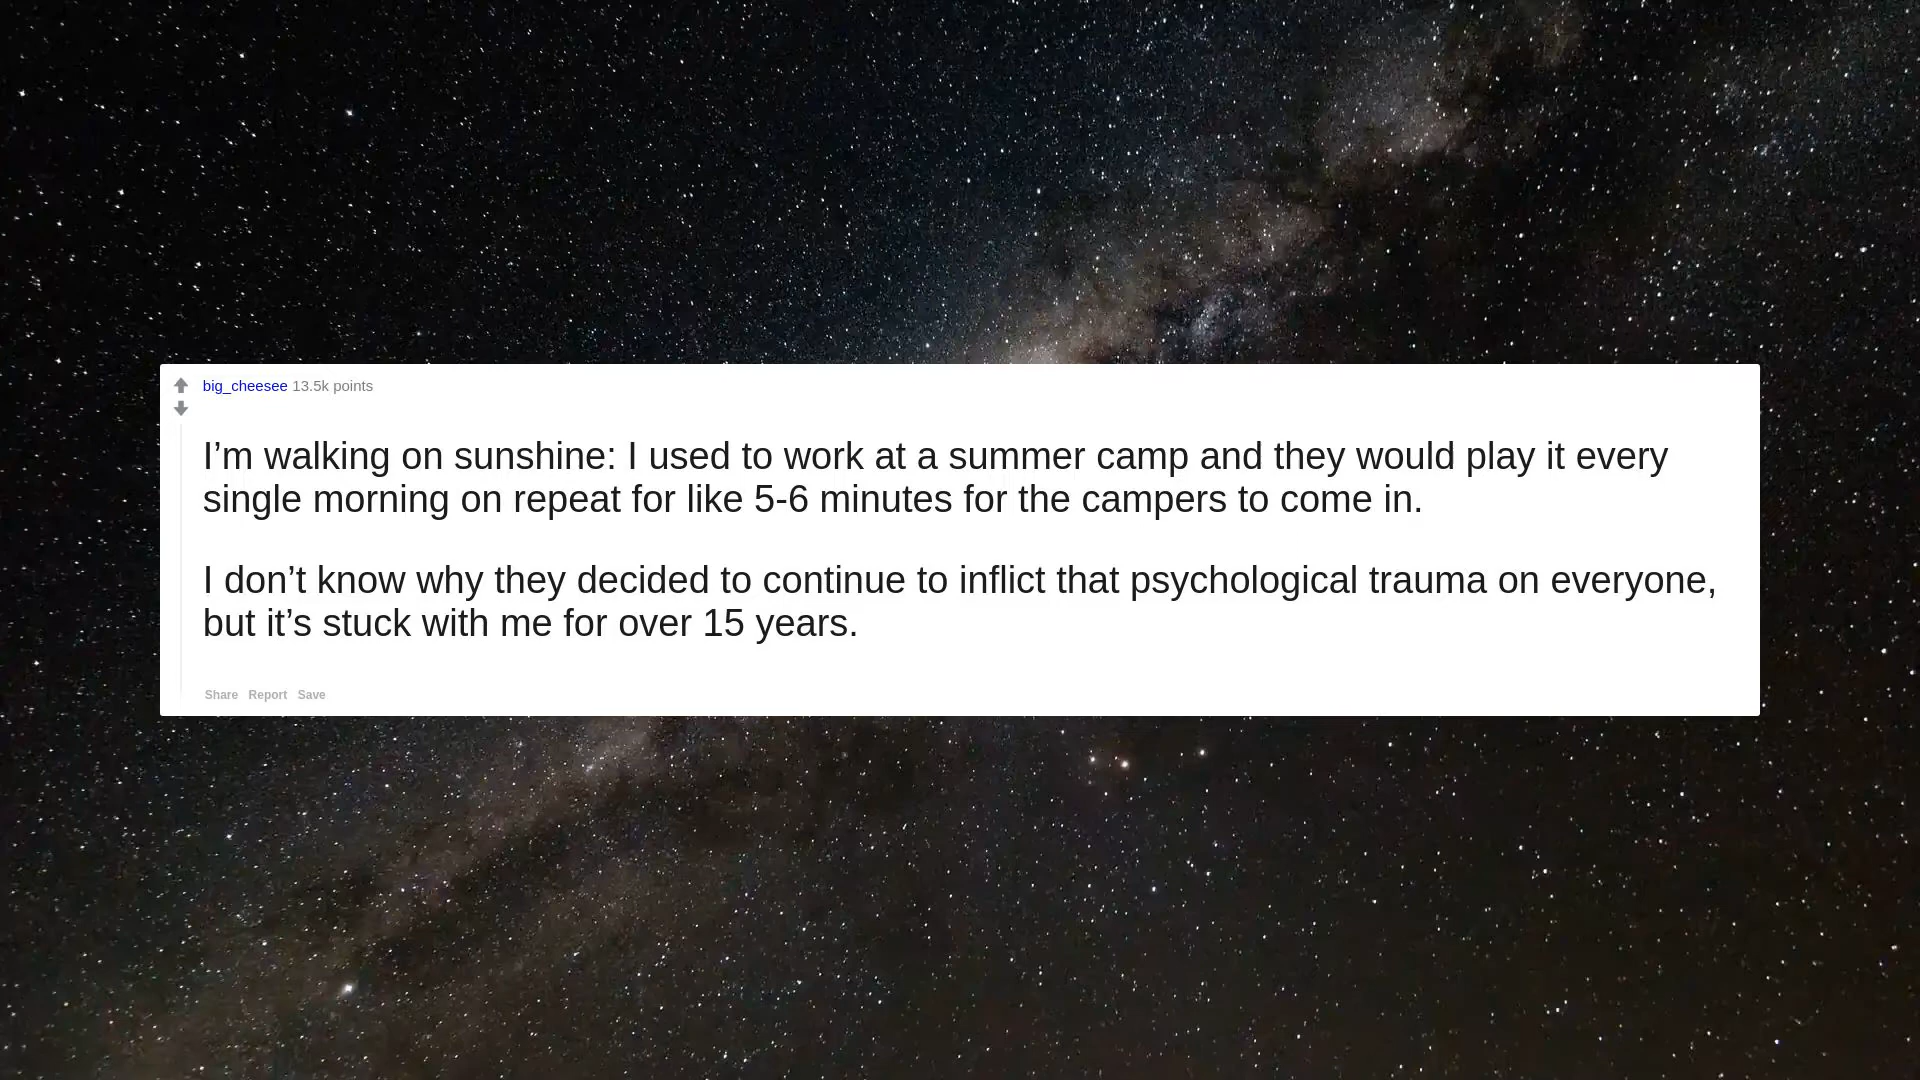 big_cheesee 13.5k points
I’m walking on sunshine: I used to work at a summer camp and they would play it every
single morning on repeat for like 5-6 minutes for the campers to come in.
I don’t know why they decided to continue to inflict that psychological trauma on everyone,
but it’s stuck with me for over 15 years.
Share Report Save